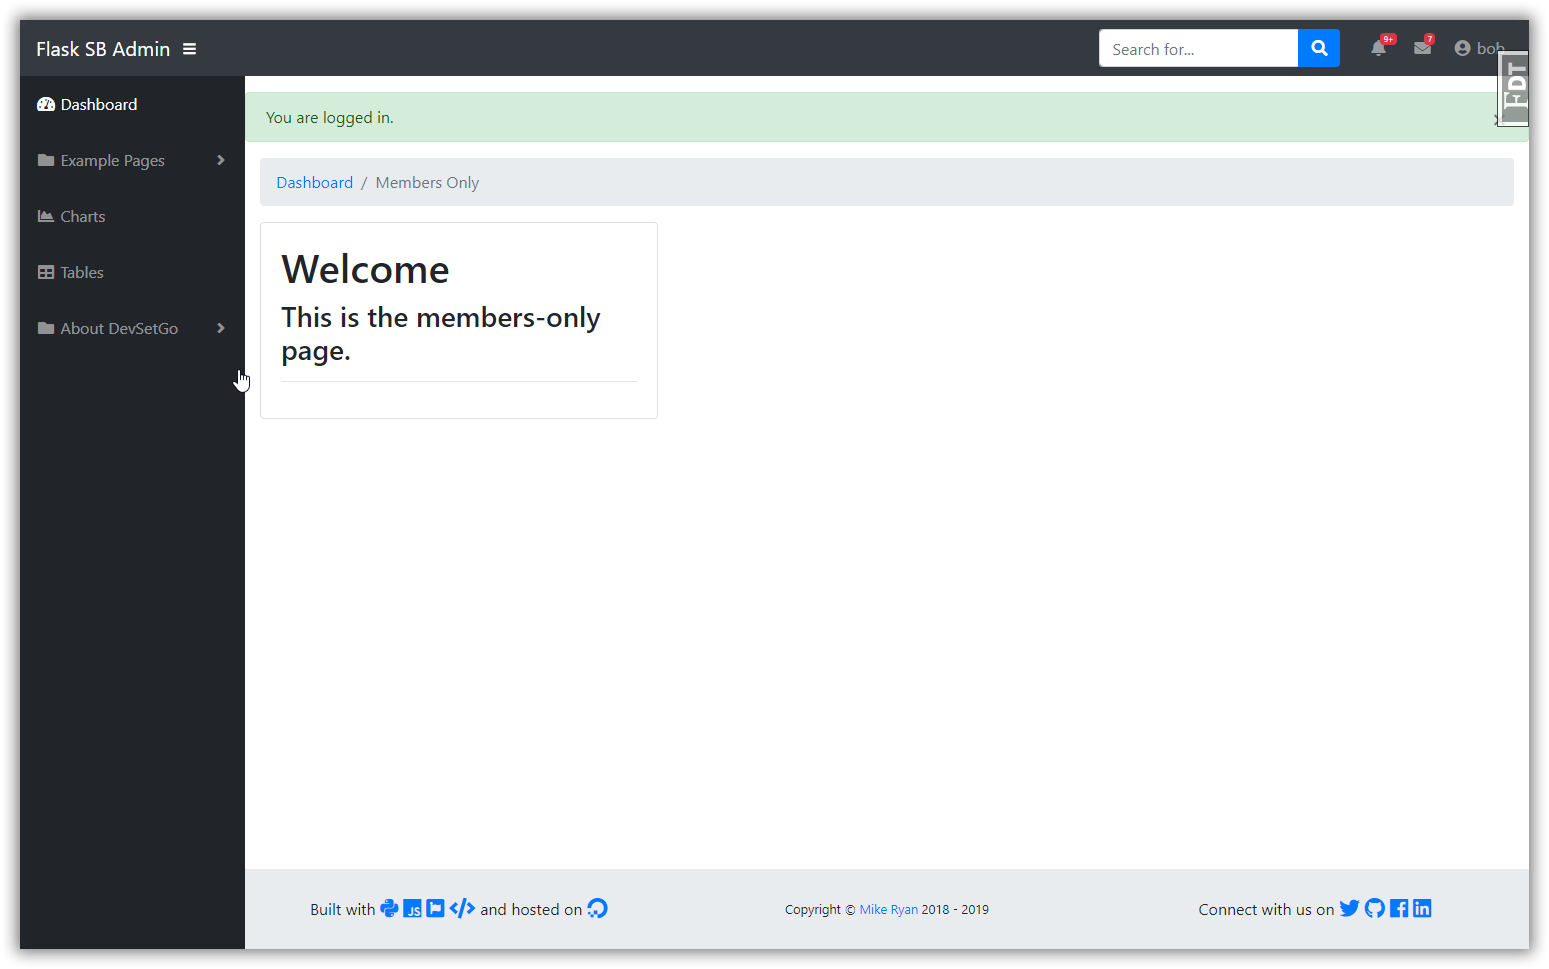 Flask SB Admin
Search for...
9+
7
bob
FDT
Dashboard
Example Pages
Charts
Tables
About DevSetGo
You are logged in.
×
Dashboard / Members Only
Welcome
This is the members-only
page.
Built with JS </> and hosted on
Copyright © Mike Ryan 2018 - 2019
Connect with us on